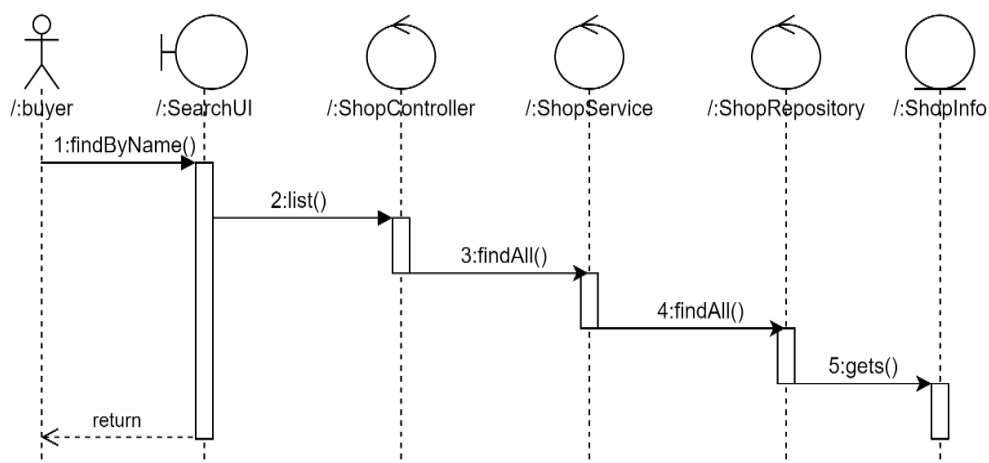 /:buyer
/:SearchUI
/:ShopController
/:ShopService
/:ShopRepository
/:ShopInfo
1:findByName()
2:list()
3:findAll()
4:findAll()
5:gets()
return